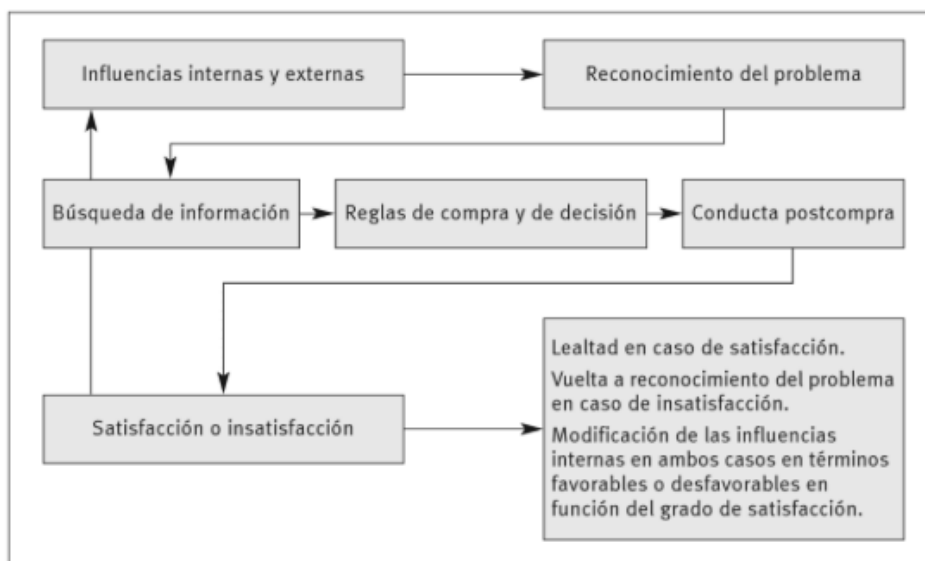 Influencias internas y externas
Reconocimiento del problema
Búsqueda de información
Reglas de compra y de decisión
Conducta postcompra
Satisfacción o insatisfacción
Lealtad en caso de satisfacción.
Vuelta a reconocimiento del problema
en caso de insatisfacción.
Modificación de las influencias
internas en ambos casos en términos
favorables o desfavorables en
función del grado de satisfacción.